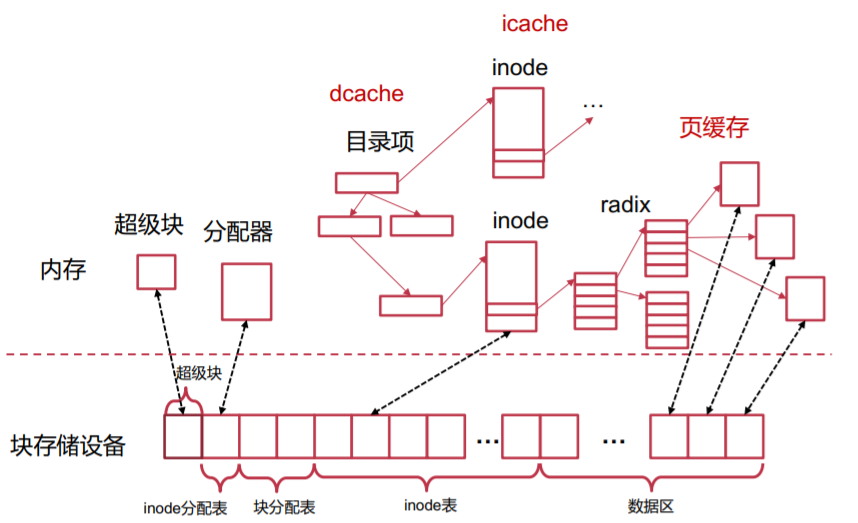 icache
inode
dcache
…
目录项
页缓存
超级块
分配器
inode
radix
内存
超级块
块存储设备
…
…
inode分配表
块分配表
inode表
数据区